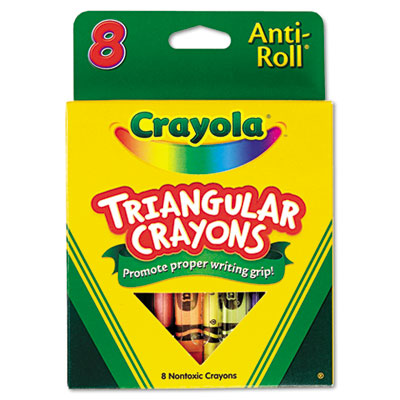 8
Anti-
Roll®
Crayola®
TRIANGULAR
CRAYONS
Promote proper writing grip!
8 Nontoxic Crayons
®